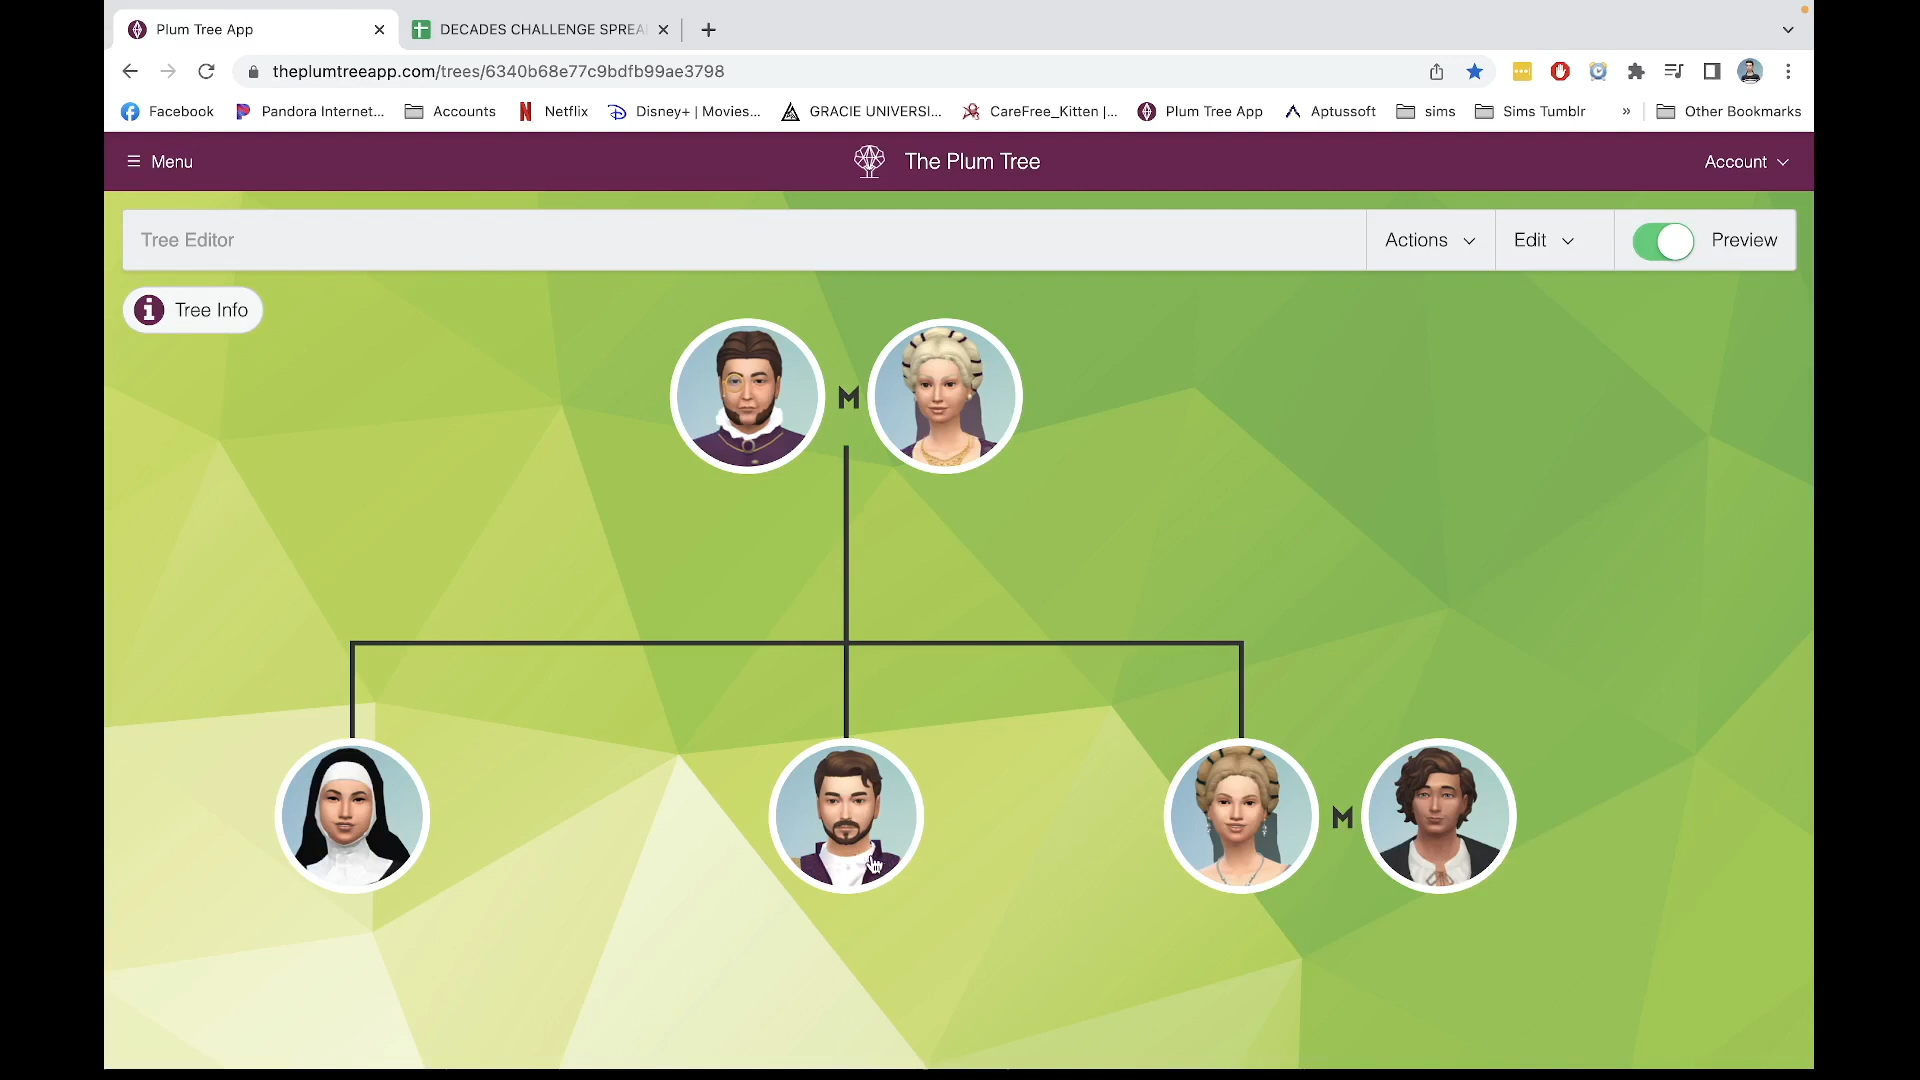 Plum Tree App
DECADES CHALLENGE SPREA
theplumtreeapp.com/trees/6340b68e77c9bdfb99ae3798
Facebook Pandora Internet... Accounts Netflix Disney+ | Movies... GRACIE UNIVERSI... CareFree_Kitten |... Plum Tree App Aptussoft sims Sims Tumblr » Other Bookmarks
Menu
The Plum Tree
Account
Tree Editor
Actions
Edit
Preview
Tree Info
M
M